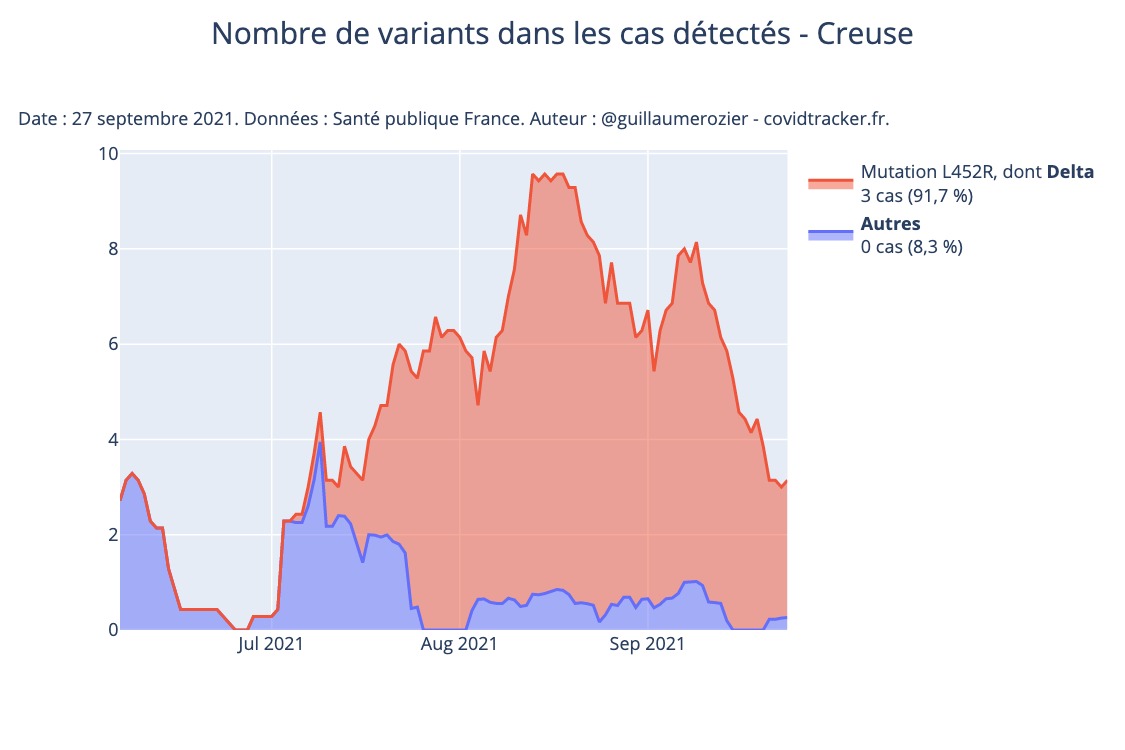 Nombre de variants dans les cas détectés - Creuse
Date : 27 septembre 2021. Données : Santé publique France. Auteur : @guillaumerozier - covidtracker.fr.
Mutation L452R, dont Delta
3 cas (91,7 %)
Autres
0 cas (8,3 %)
10
8
6
4
2
0
Jul 2021
Aug 2021
Sep 2021